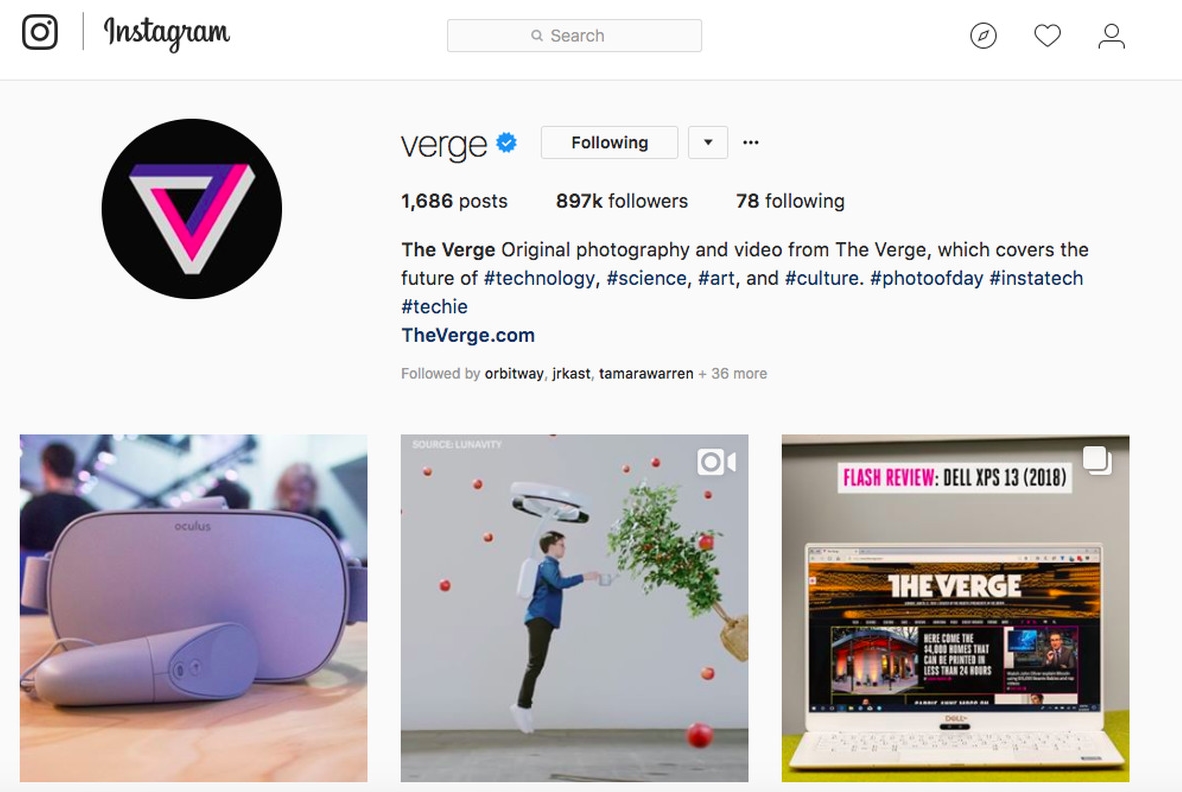 Instagram
Search
verge
Following
1,686 posts 897k followers 78 following
The Verge Original photography and video from The Verge, which covers the
future of #technology, #science, #art, and #culture. #photoofday #instatech
#techie
TheVerge.com
Followed by orbitway, jrkast, tamarawarren + 36 more
oculus
SOURCE: LUNAVITY
FLASH REVIEW: DELL XPS 13 (2018)
THE VERGE
HERE COME THE
$4,000 HOMES THAT
CAN BE PRINTED IN
LESS THAN 24 HOURS
DELL